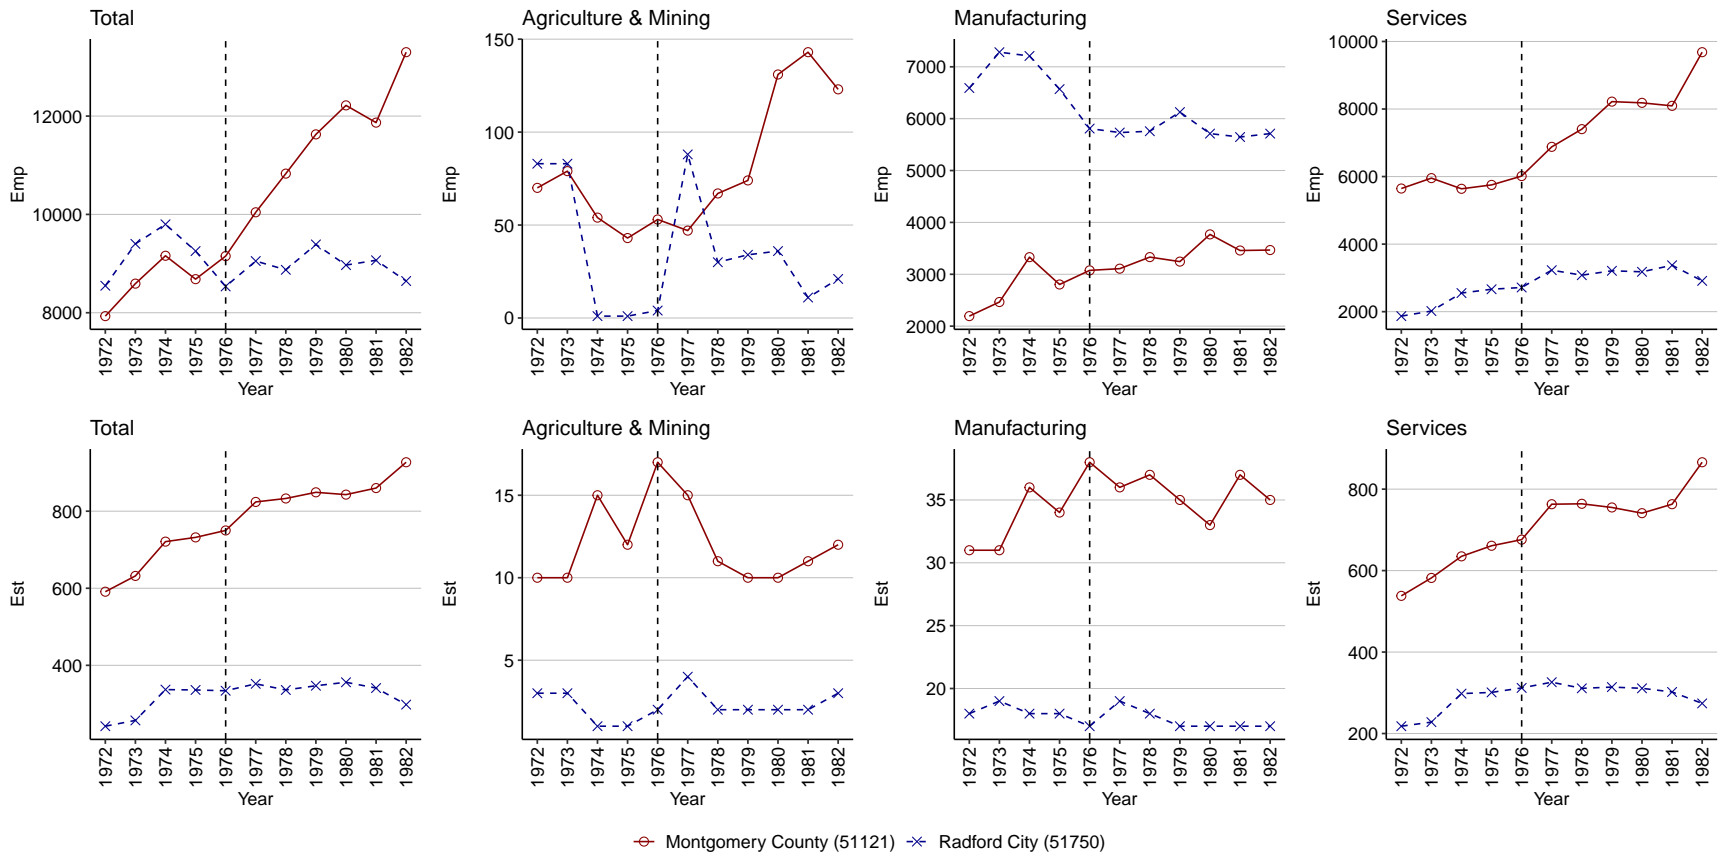 Total
Agriculture & Mining
Manufacturing
Services
Emp
12000
10000
8000
1972 1973 1974 1975 1976 1977 1978 1979 1980 1981 1982
Year
Emp
150
100
50
0
1972 1973 1974 1975 1976 1977 1978 1979 1980 1981 1982
Year
Emp
7000
6000
5000
4000
3000
2000
1972 1973 1974 1975 1976 1977 1978 1979 1980 1981 1982
Year
Emp
10000
8000
6000
4000
2000
1972 1973 1974 1975 1976 1977 1978 1979 1980 1981 1982
Year
Total
Agriculture & Mining
Manufacturing
Services
Est
800
600
400
1972 1973 1974 1975 1976 1977 1978 1979 1980 1981 1982
Year
Est
15
10
5
1972 1973 1974 1975 1976 1977 1978 1979 1980 1981 1982
Year
Est
35
30
25
20
1972 1973 1974 1975 1976 1977 1978 1979 1980 1981 1982
Year
Est
800
600
400
200
1972 1973 1974 1975 1976 1977 1978 1979 1980 1981 1982
Year
Montgomery County (51121) Radford City (51750)